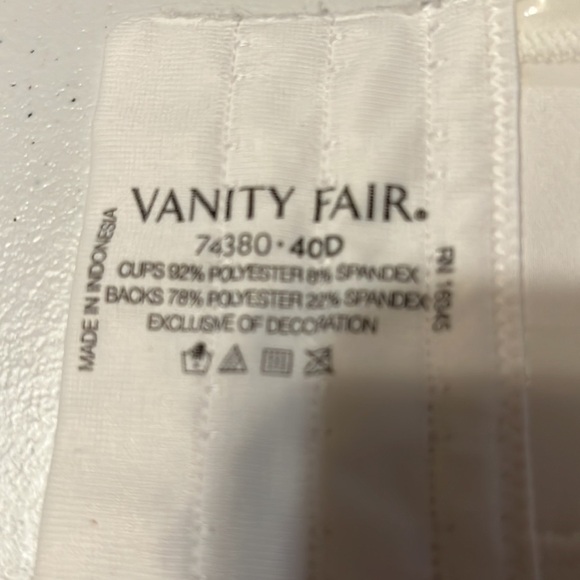 VANITY FAIR.
74380 • 40D
CUPS 92% POLYESTER 8% SPANDEX
BACKS 78% POLYESTER 22% SPANDEX
EXCLUSIVE OF DECORATION
MADE IN INDONESIA
RN 16945